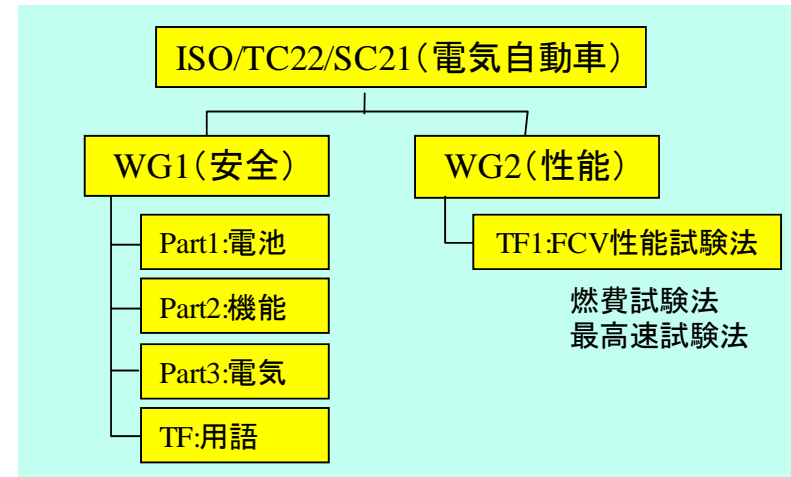 ISO/TC22/SC21(電気自動車)
WG1(安全)
WG2(性能)
Part1:電池
Part2:機能
Part3:電気
TF:用語
TF1:FCV性能試験法
燃費試験法
最高速試験法